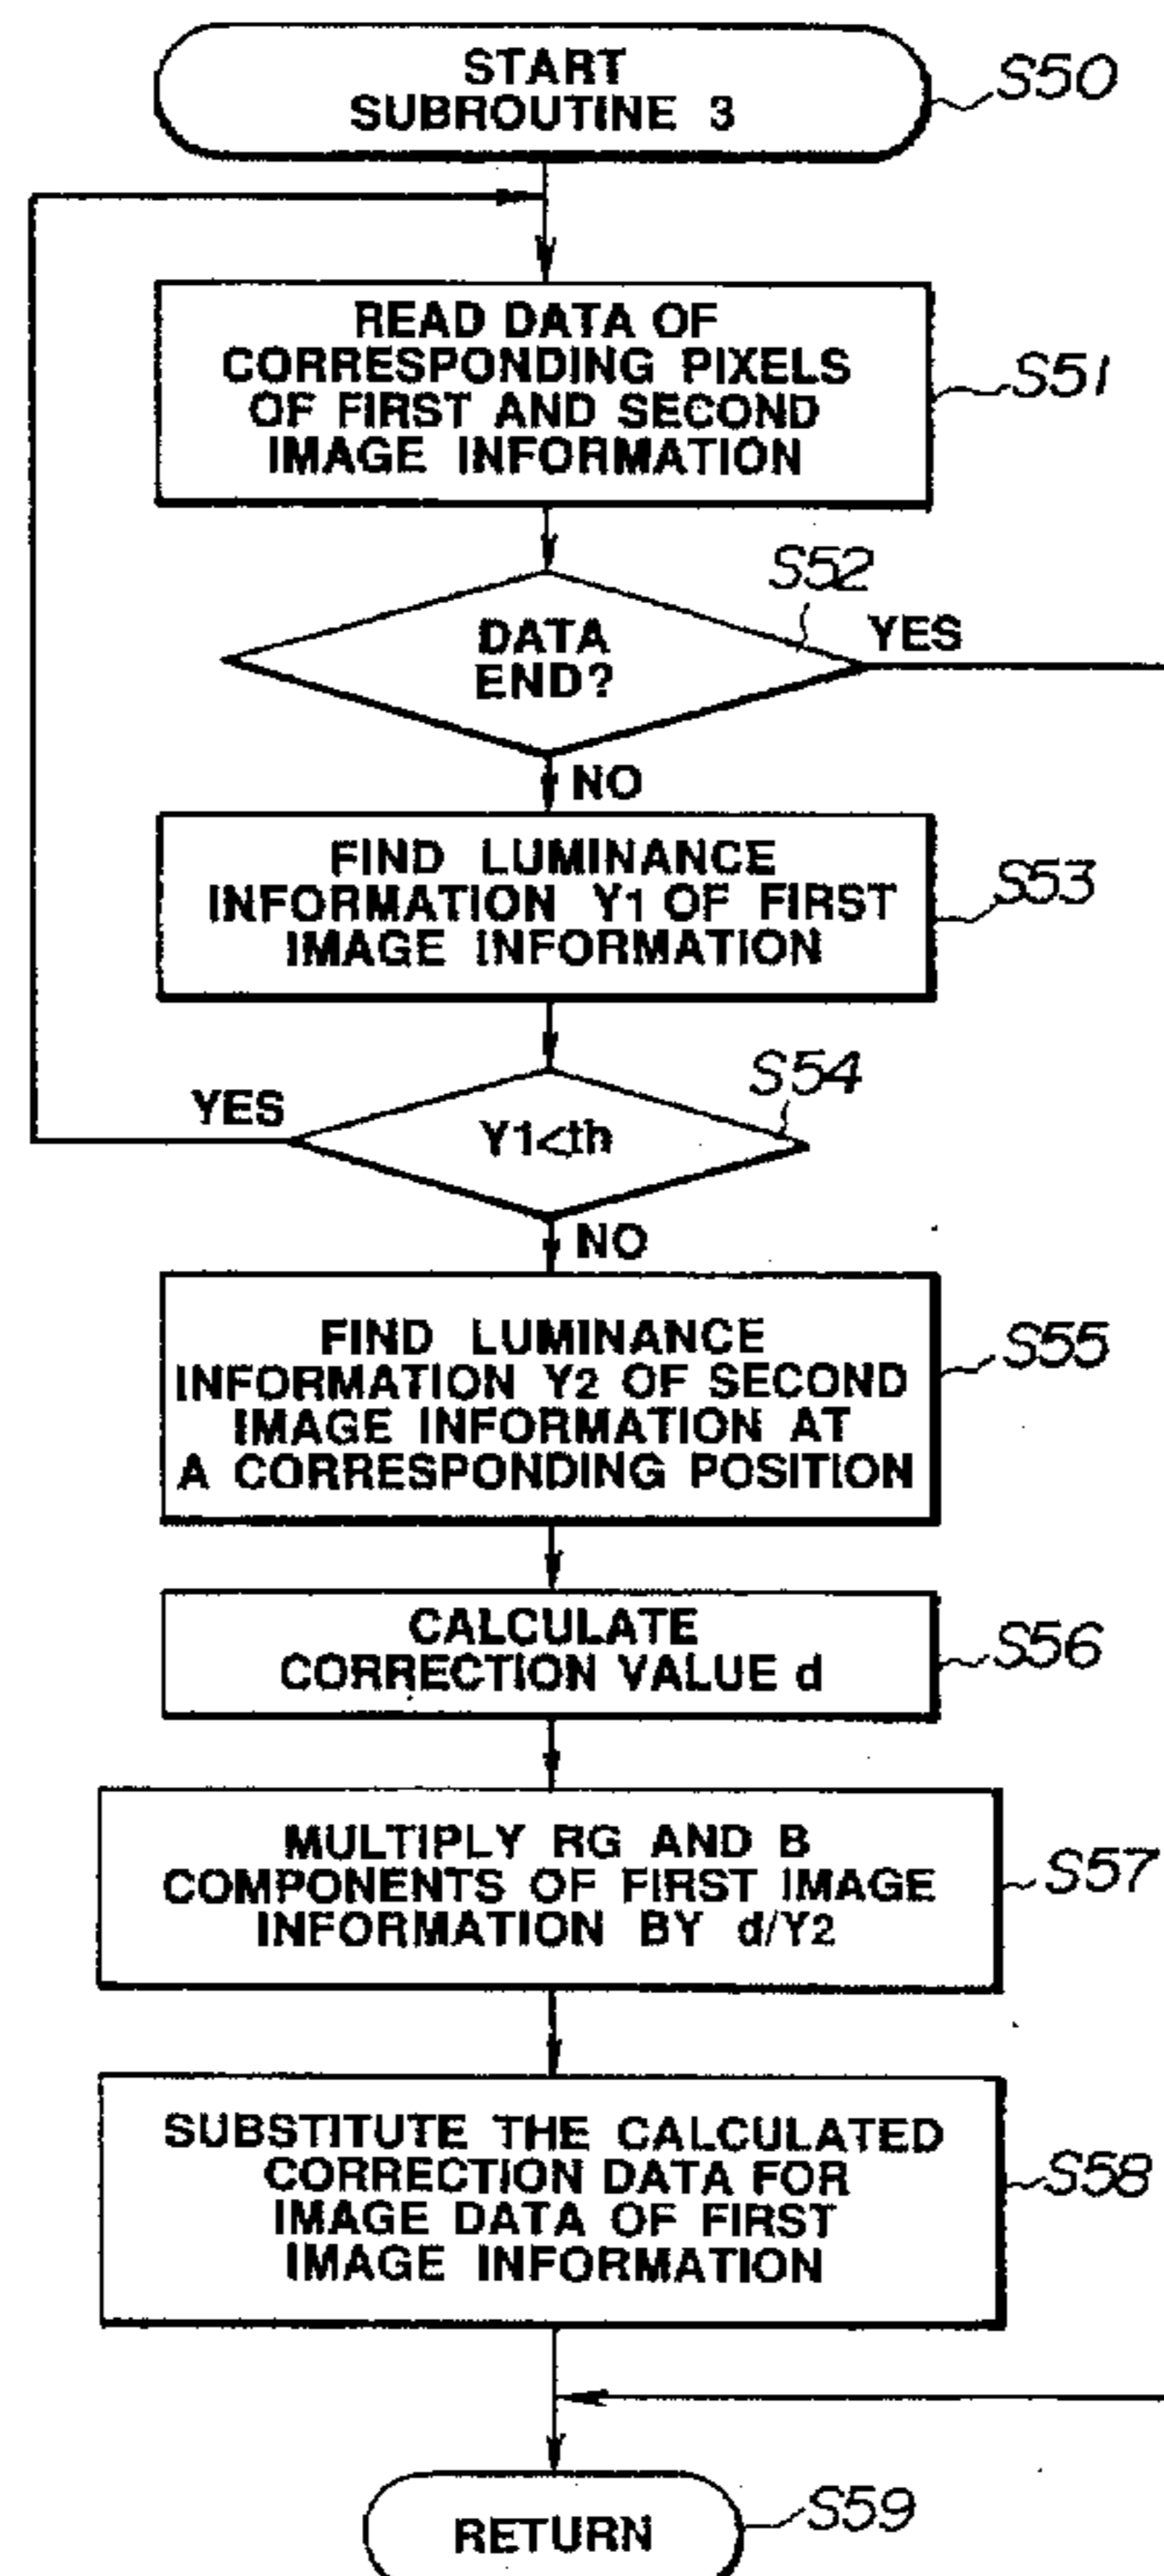 START
SUBROUTINE 3
S50
READ DATA OF
CORRESPONDING PIXELS
OF FIRST AND SECOND
IMAGE INFORMATION
S51
S52
DATA
END?
YES
NO
FIND LUMINANCE
INFORMATION Y1 OF FIRST
IMAGE INFORMATION
S53
S54
YES
Y1<th
NO
FIND LUMINANCE
INFORMATION Y2 OF SECOND
IMAGE INFORMATION AT
A CORRESPONDING POSITION
S55
CALCULATE
CORRECTION VALUE d
S56
MULTIPLY RG AND B
COMPONENTS OF FIRST IMAGE
INFORMATION BY d/Y2
S57
SUBSTITUTE THE CALCULATED
CORRECTION DATA FOR
IMAGE DATA OF FIRST
IMAGE INFORMATION
S58
RETURN
S59